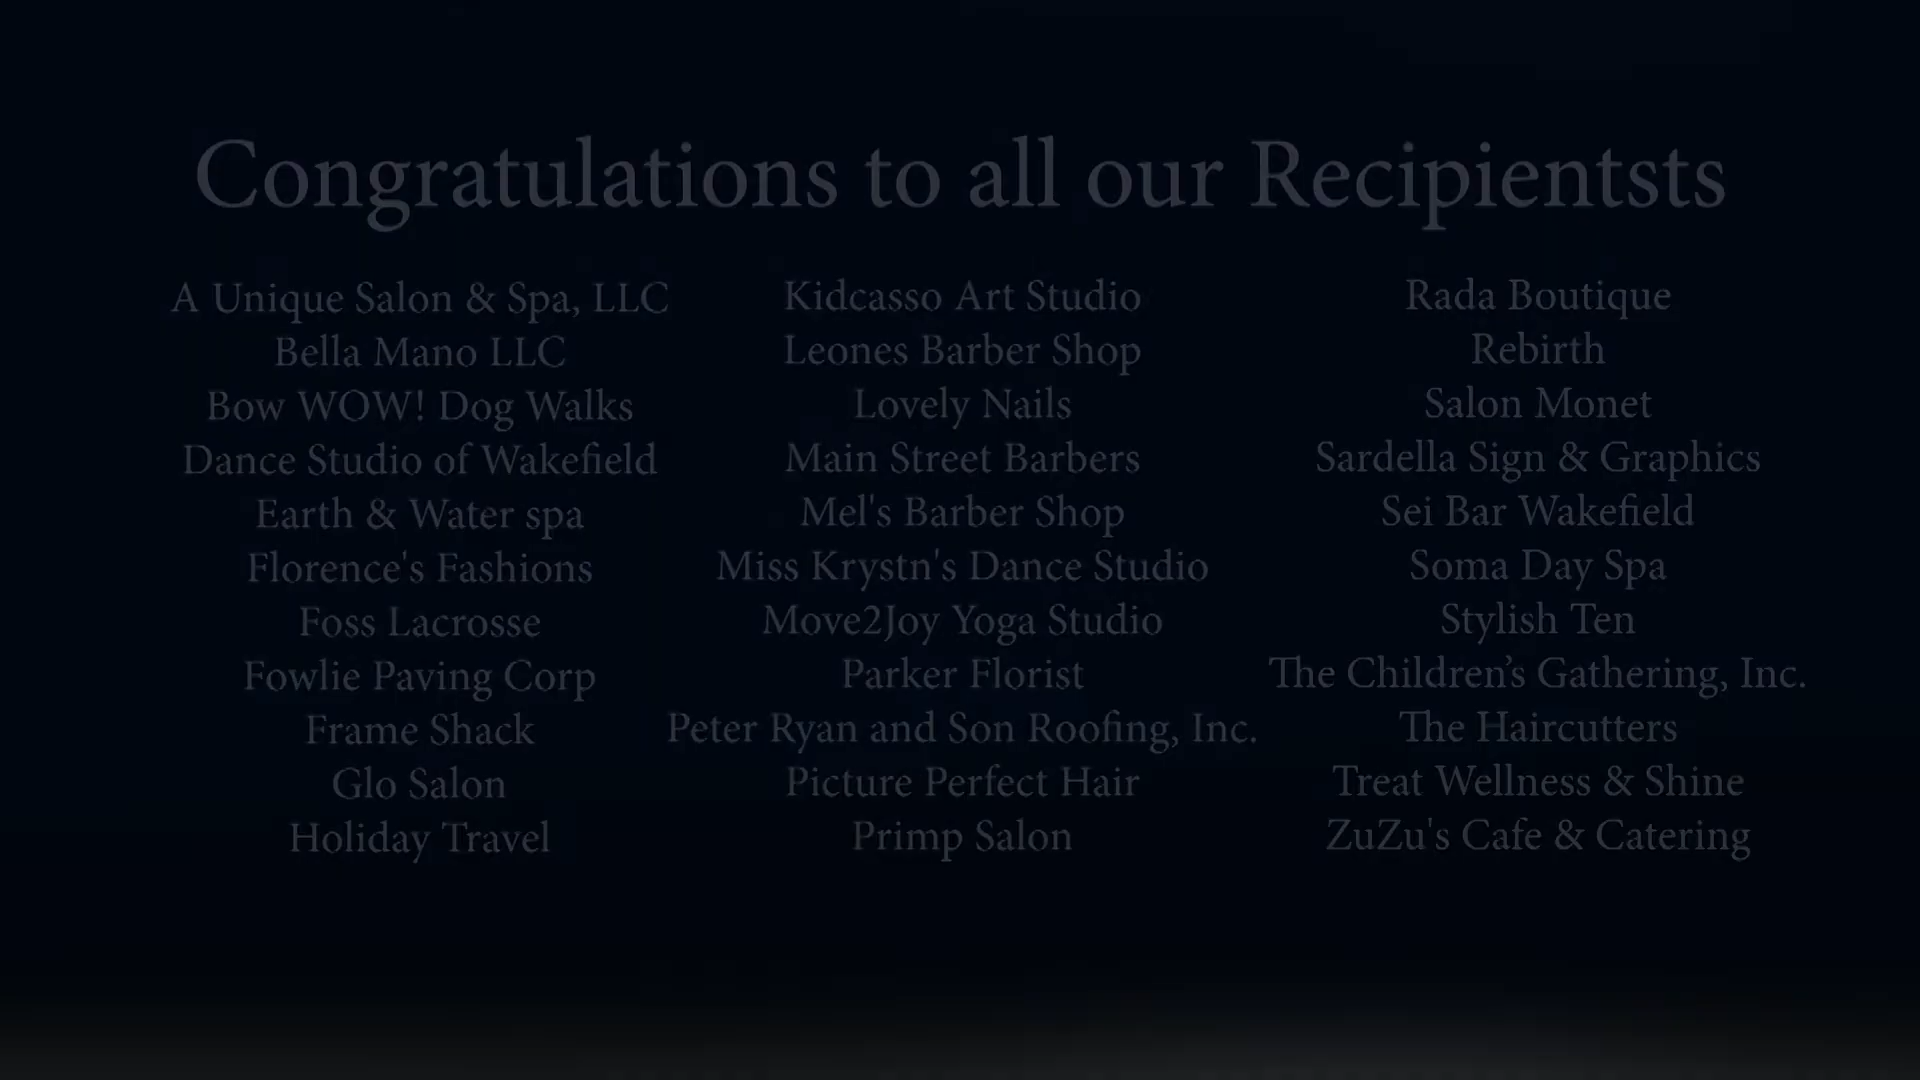 Congratulations to all our Recipientsts
A Unique Salon & Spa, LLC
Bella Mano LLC
Bow WOW! Dog Walks
Dance Studio of Wakefield
Earth & Water spa
Florence's Fashions
Foss Lacrosse
Fowlie Paving Corp
Frame Shack
Glo Salon
Holiday Travel
Kidcasso Art Studio
Leones Barber Shop
Lovely Nails
Main Street Barbers
Mel's Barber Shop
Miss Krystn's Dance Studio
Move2Joy Yoga Studio
Parker Florist
Peter Ryan and Son Roofing, Inc.
Picture Perfect Hair
Primp Salon
Rada Boutique
Rebirth
Salon Monet
Sardella Sign & Graphics
Sei Bar Wakefield
Soma Day Spa
Stylish Ten
The Children’s Gathering, Inc.
The Haircutters
Treat Wellness & Shine
ZuZu's Cafe & Catering